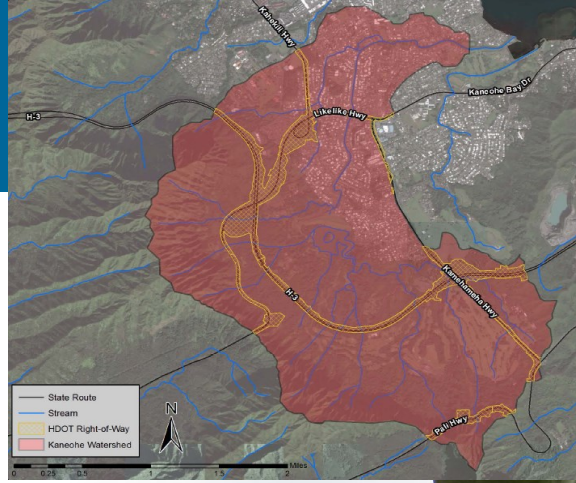 Kahekili Hwy
H-3
Likelike Hwy
Kaneohe Bay Dr
H-3
Kamehameha Hwy
Pali Hwy
N
State Route
Stream
HDOT Right-of-Way
Kaneohe Watershed
0 0.25 0.5 1 1.5 2
Miles